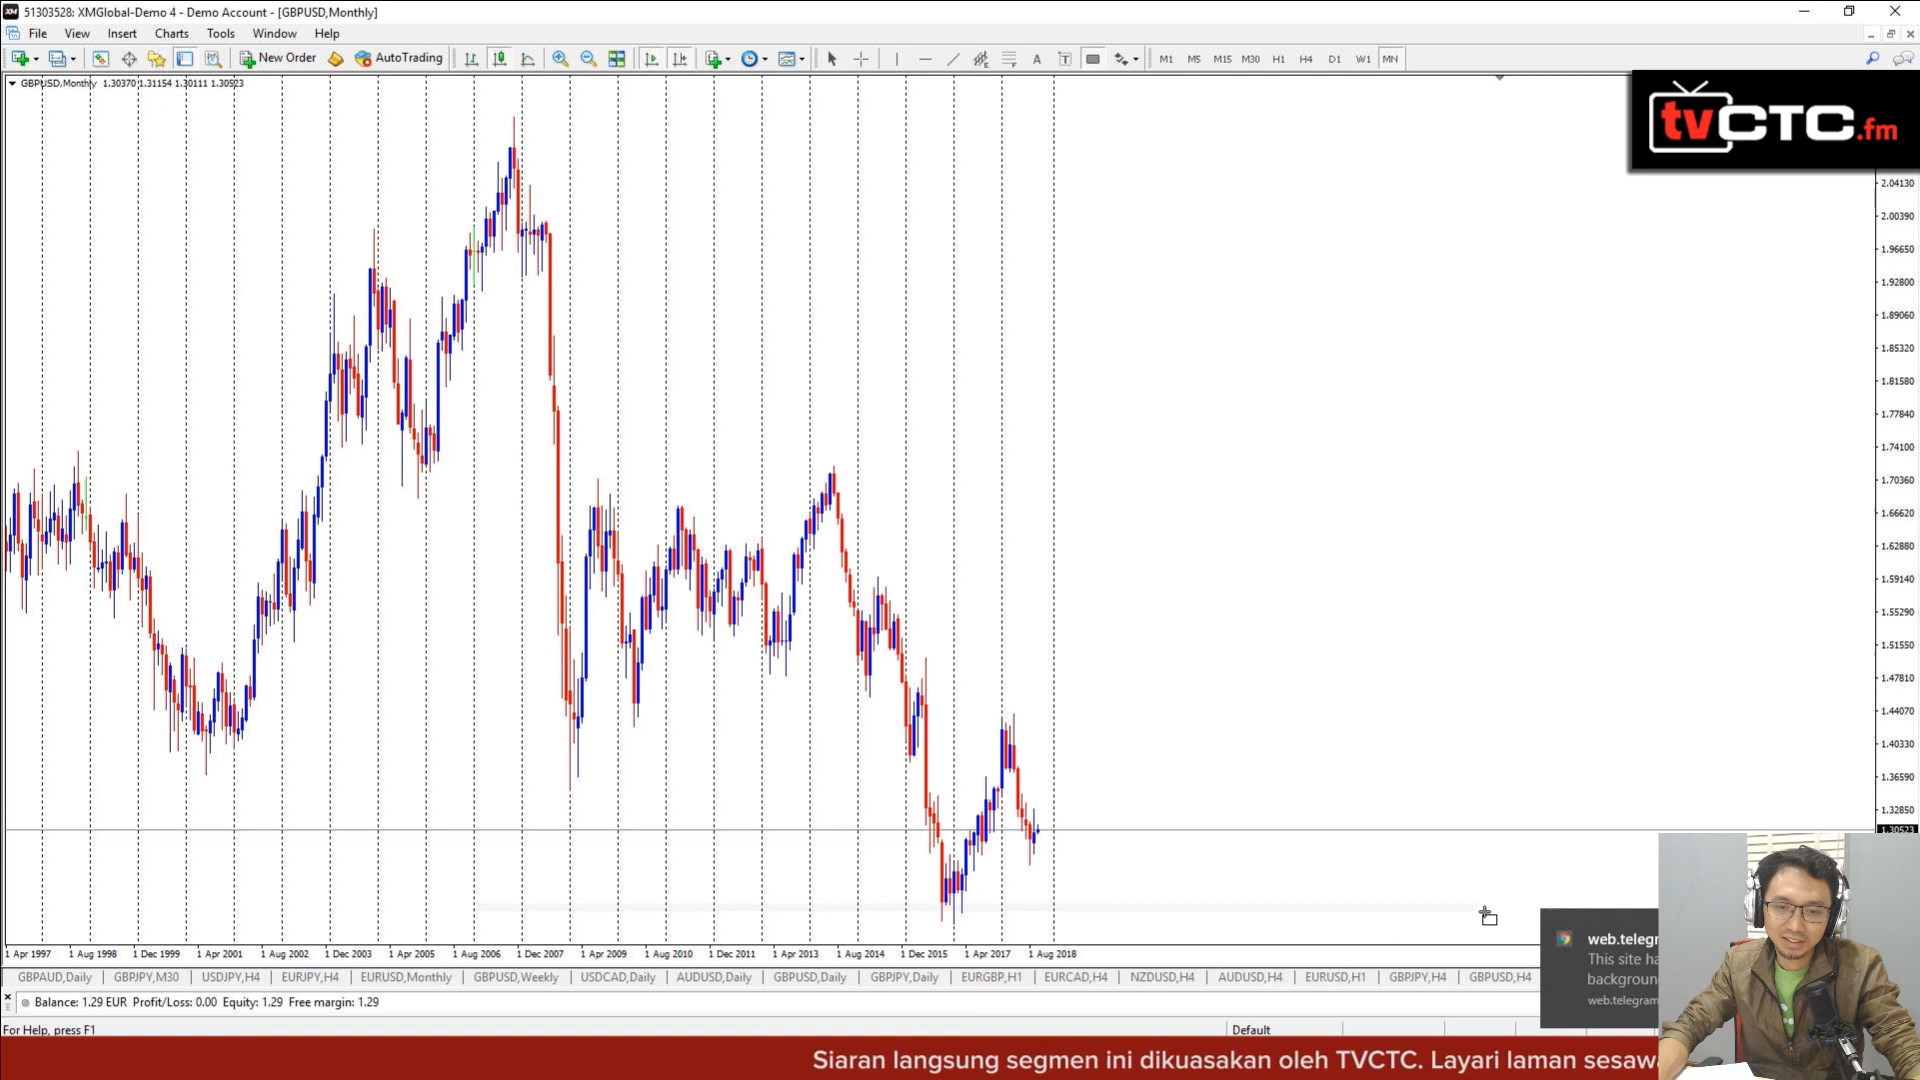 51303528: XMGlobal-Demo 4 - Demo Account - [GBPUSD,Monthly]
File View Insert Charts Tools Window Help
New Order AutoTrading M1 M5 M15 M30 H1 H4 D1 W1 MN
GBPUSD,Monthly 1.30370 1.31154 1.30111 1.30523
tvCTC.fm
2.04130
2.00390
1.96650
1.92800
1.89060
1.85320
1.81580
1.77840
1.74100
1.70360
1.66620
1.62880
1.59140
1.55290
1.51550
1.47810
1.44070
1.40330
1.36590
1.32850
1.30523
1 Apr 1997 1 Aug 1998 1 Dec 1999 1 Apr 2001 1 Aug 2002 1 Dec 2003 1 Apr 2005 1 Aug 2006 1 Dec 2007 1 Apr 2009 1 Aug 2010 1 Dec 2011 1 Apr 2013 1 Aug 2014 1 Dec 2015 1 Apr 2017 1 Aug 2018
GBPAUD,Daily GBPJPY,M30 USDJPY,H4 EURJPY,H4 EURUSD,Monthly GBPUSD,Weekly USDCAD,Daily AUDUSD,Daily GBPUSD,Daily GBPJPY,Daily EURGBP,H1 EURCAD,H4 NZDUSD,H4 AUDUSD,H4 EURUSD,H1 GBPJPY,H4 GBPUSD,H4
web.telegr
This site ha
backgroun
web.telegram
Balance: 1.29 EUR Profit/Loss: 0.00 Equity: 1.29 Free margin: 1.29
For Help, press F1 Default
Siaran langsung segmen ini dikuasakan oleh TVCTC. Layari laman sesaw